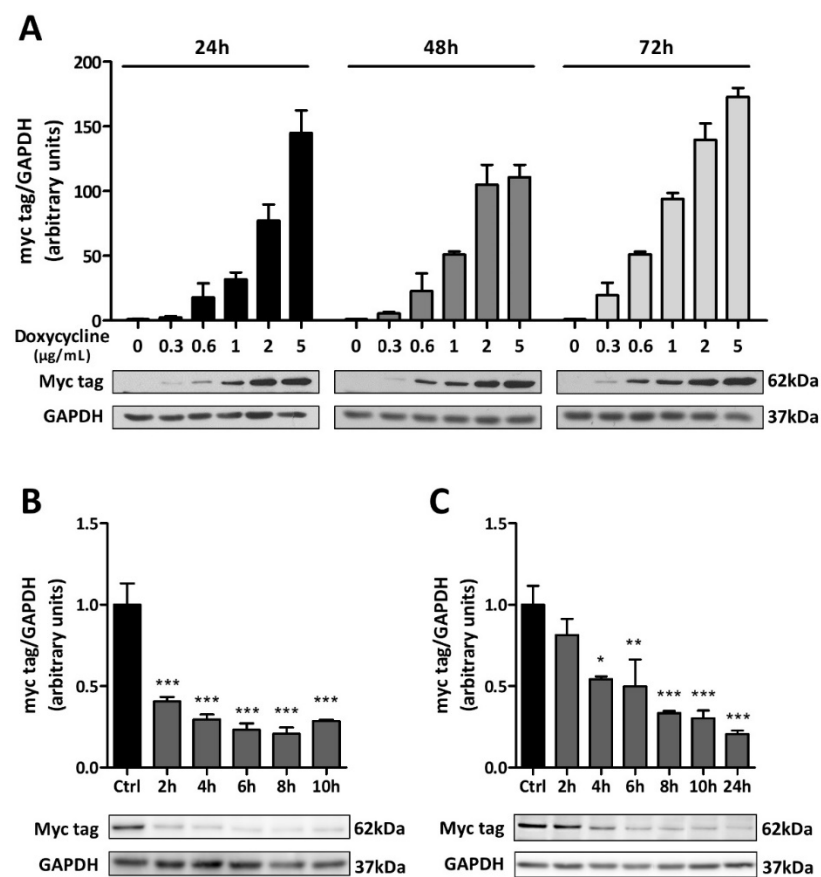 A
24h 48h 72h
200
150
100
50
0
myc tag/GAPDH
(arbitrary units)
Doxycycline
(µg/mL)
0 0.3 0.6 1 2 5 0 0.3 0.6 1 2 5 0 0.3 0.6 1 2 5
Myc tag 62kDa
GAPDH 37kDa
B
1.5
1.0
0.5
0.0
myc tag/GAPDH
(arbitrary units)
*** *** *** *** ***
Ctrl 2h 4h 6h 8h 10h
Myc tag 62kDa
GAPDH 37kDa
C
1.5
1.0
0.5
0.0
myc tag/GAPDH
(arbitrary units)
* ** *** *** ***
Ctrl 2h 4h 6h 8h 10h 24h
Myc tag 62kDa
GAPDH 37kDa